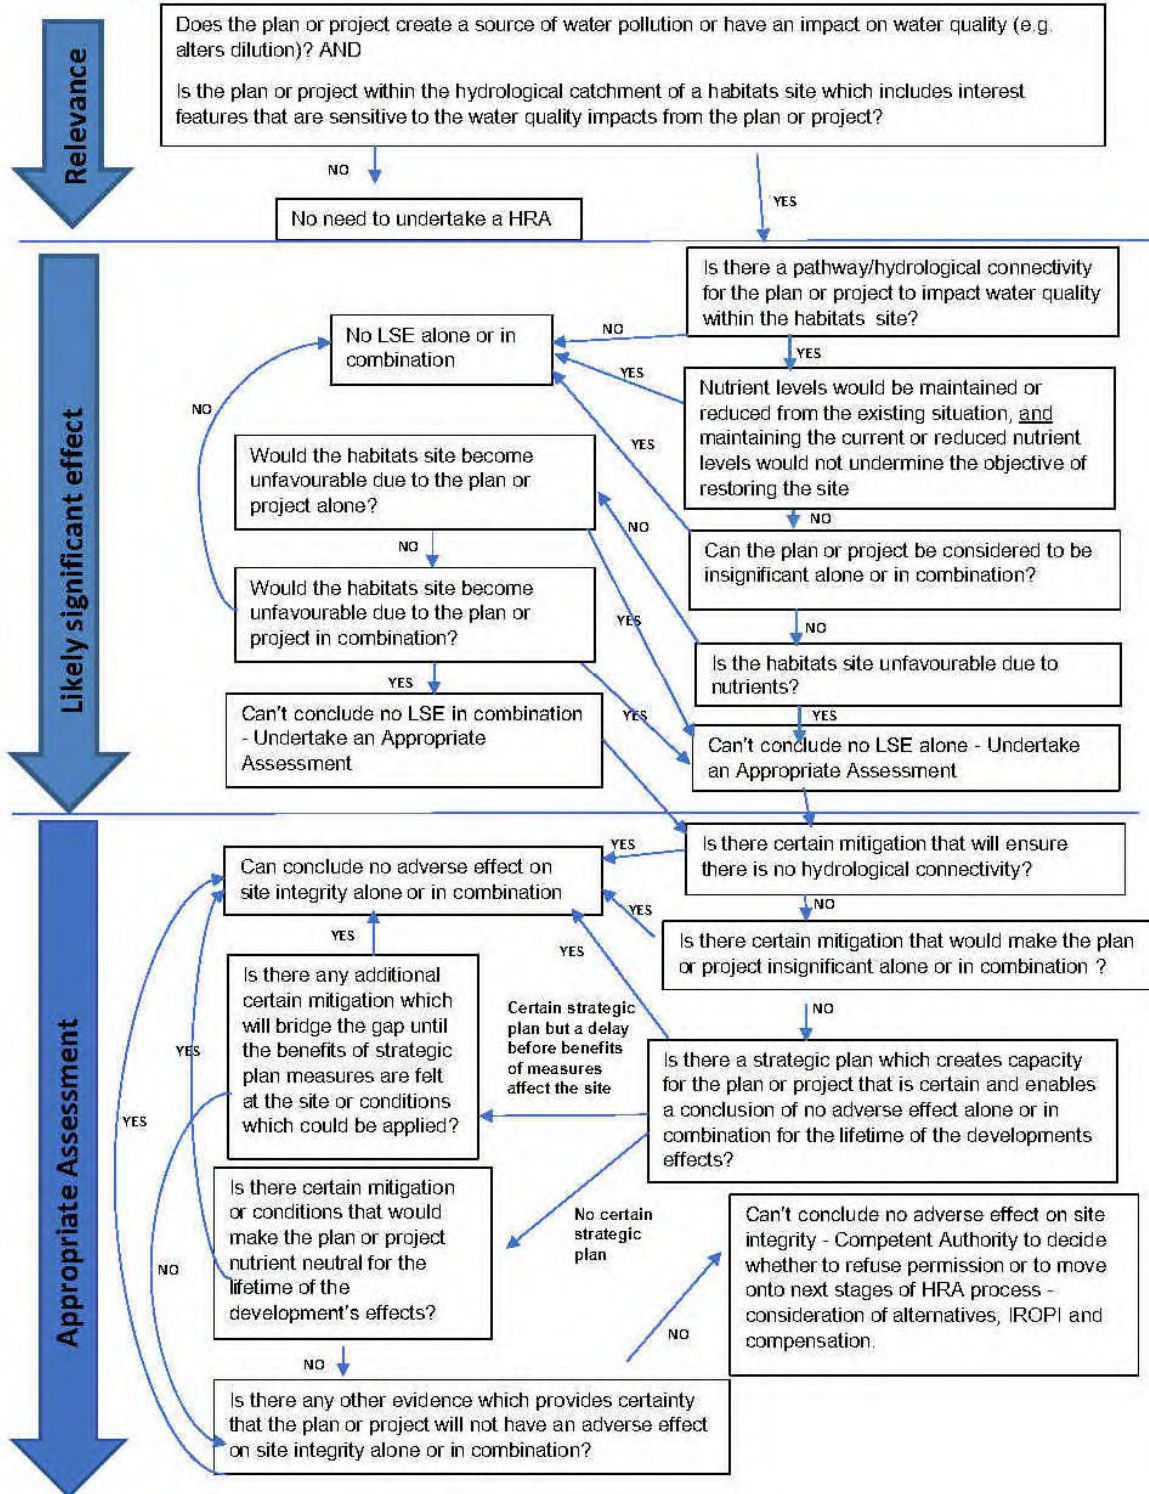 Relevance
Does the plan or project create a source of water pollution or have an impact on water quality (e.g.
alters dilution)? AND
Is the plan or project within the hydrological catchment of a habitats site which includes interest
features that are sensitive to the water quality impacts from the plan or project?
NO
YES
No need to undertake a HRA
Likely significant effect
Is there a pathway/hydrological connectivity
for the plan or project to impact water quality
within the habitats site?
NO
YES
No LSE alone or in
combination
YES
Nutrient levels would be maintained or
reduced from the existing situation, and
maintaining the current or reduced nutrient
levels would not undermine the objective of
restoring the site
NO
YES
NO
Would the habitats site become
unfavourable due to the plan or
project alone?
NO
NO
Can the plan or project be considered to be
insignificant alone or in combination?
NO
Would the habitats site become
unfavourable due to the plan or
project in combination?
YES
Is the habitats site unfavourable due to
nutrients?
YES
YES
YES
Can't conclude no LSE in combination
- Undertake an Appropriate
Assessment
Can't conclude no LSE alone - Undertake
an Appropriate Assessment
Appropriate Assessment
Is there certain mitigation that will ensure
there is no hydrological connectivity?
YES
NO
Can conclude no adverse effect on
site integrity alone or in combination
YES
Is there certain mitigation that would make the plan
or project insignificant alone or in combination ?
NO
YES
YES
Is there any additional
certain mitigation which
will bridge the gap until
the benefits of strategic
plan measures are felt
at the site or conditions
which could be applied?
Certain strategic
plan but a delay
before benefits
of measures
affect the site
Is there a strategic plan which creates capacity
for the plan or project that is certain and enables
a conclusion of no adverse effect alone or in
combination for the lifetime of the developments
effects?
YES
YES
NO
Is there certain mitigation
or conditions that would
make the plan or project
nutrient neutral for the
lifetime of the
development's effects?
No certain
strategic
plan
Can't conclude no adverse effect on site
integrity - Competent Authority to decide
whether to refuse permission or to move
onto next stages of HRA process -
consideration of alternatives, IROPI and
compensation.
NO
NO
Is there any other evidence which provides certainty
that the plan or project will not have an adverse effect
on site integrity alone or in combination?